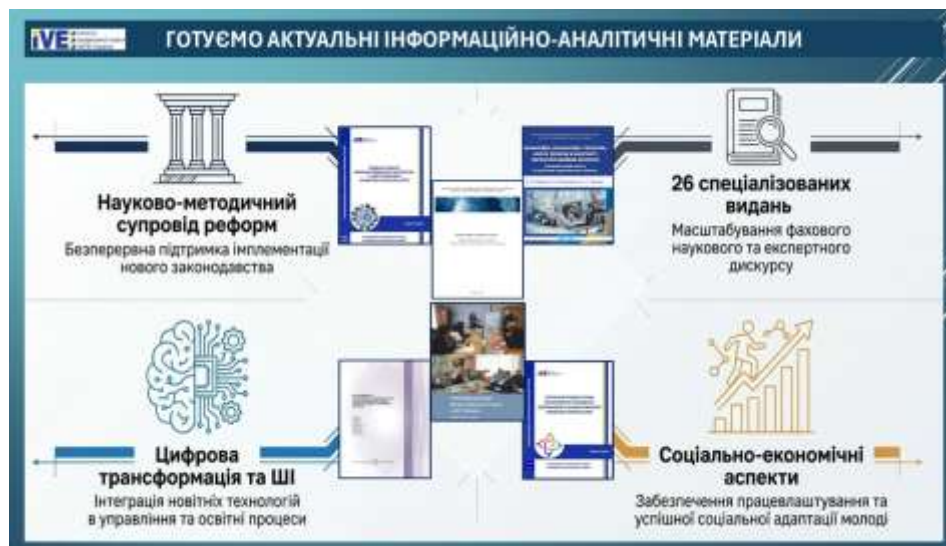 iVE
ГОТУЄМО АКТУАЛЬНІ ІНФОРМАЦІЙНО-АНАЛІТИЧНІ МАТЕРІАЛИ
Науково-методичний
супровід реформ
Безперервна підтримка імплементації
нового законодавства
26 спеціалізованих
видань
Масштабування фахового
наукового та експертного
дискурсу
Цифрова
трансформація та ШІ
Інтеграція новітніх технологій
в управління та освітні процеси
Соціально-економічні
аспекти
Забезпечення працевлаштування та
успішної соціальної адаптації молоді